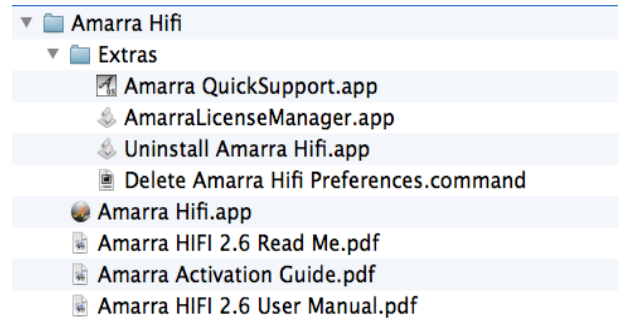 Amarra Hifi
Extras
Amarra QuickSupport.app
AmarraLicenseManager.app
Uninstall Amarra Hifi.app
Delete Amarra Hifi Preferences.command
Amarra Hifi.app
Amarra HIFI 2.6 Read Me.pdf
Amarra Activation Guide.pdf
Amarra HIFI 2.6 User Manual.pdf